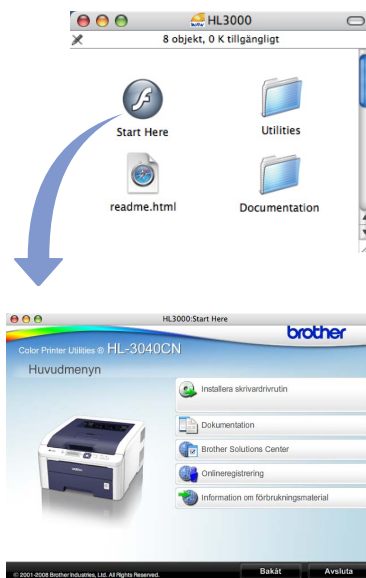 HL3000
8 objekt, 0 K tillgängligt
Start Here
Utilities
readme.html
Documentation
HL3000:Start Here
brother
Color Printer Utilities ® HL-3040CN
Huvudmenyn
Installera skrivardrivrutin
Dokumentation
Brother Solutions Center
Onlineregistrering
Information om förbrukningsmaterial
© 2001-2008 Brother Industries, Ltd. All Rights Reserved.
Bakåt
Avsluta